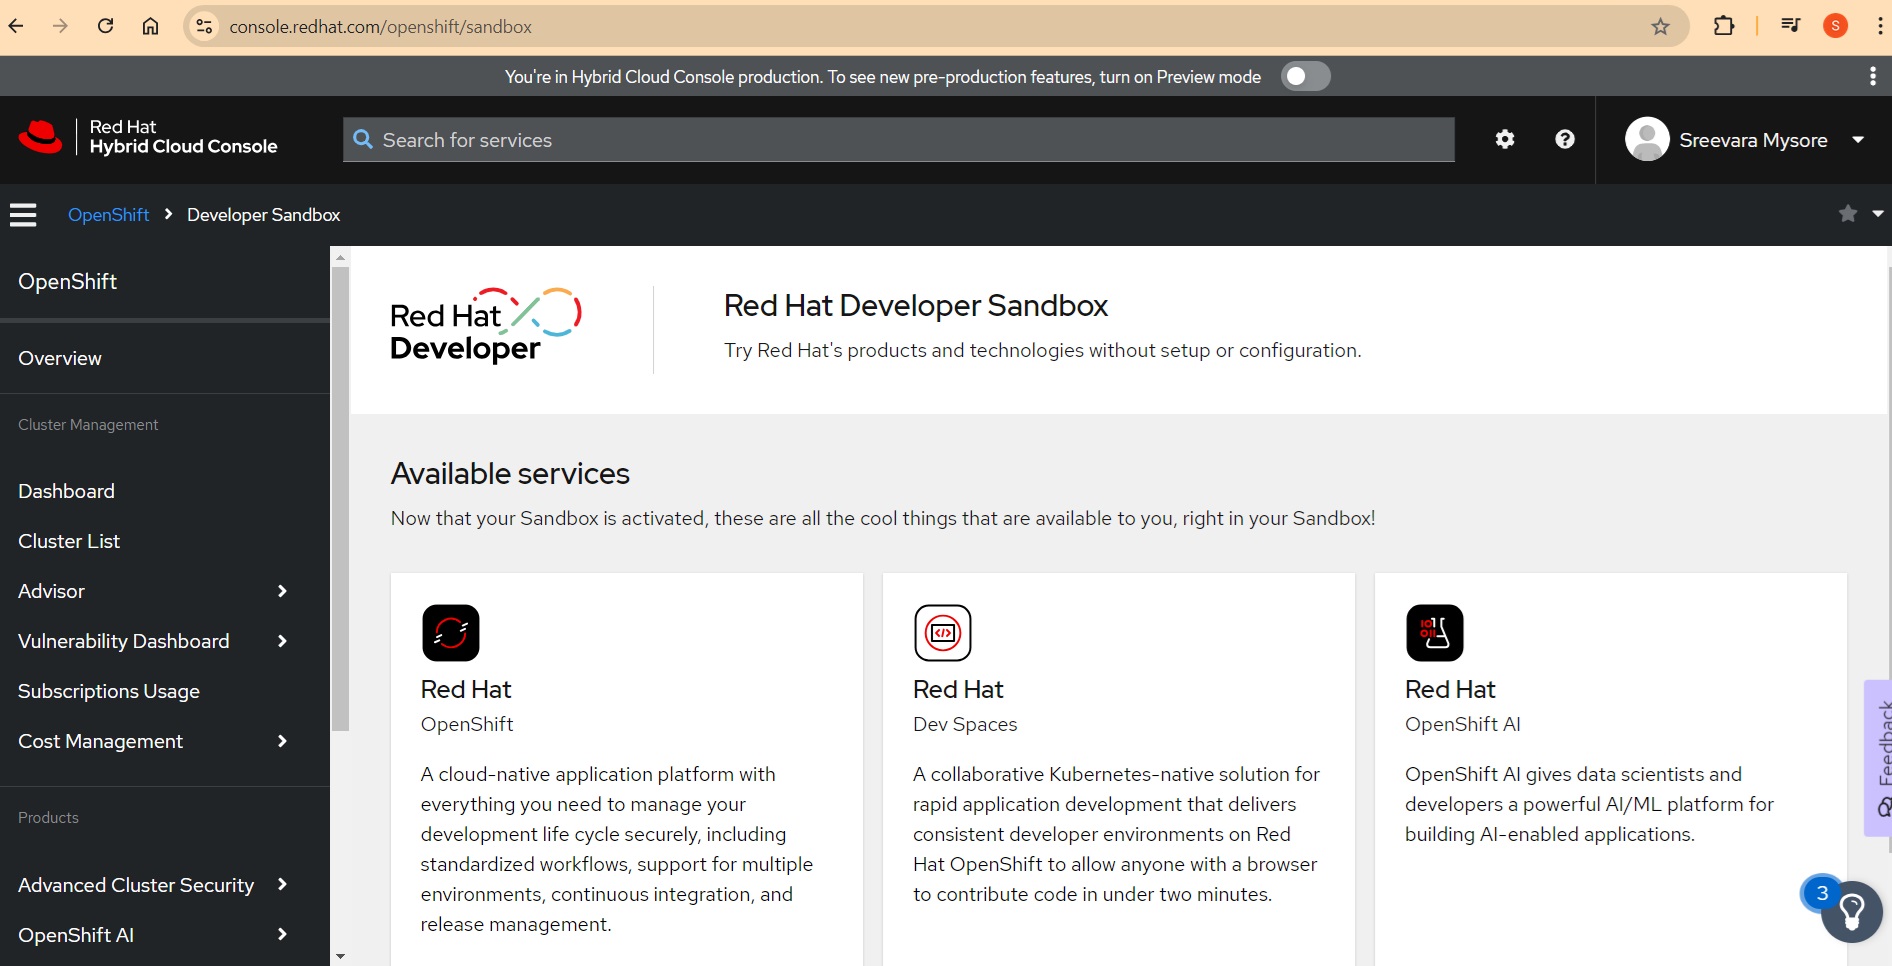 console.redhat.com/openshift/sandbox
S
You're in Hybrid Cloud Console production. To see new pre-production features, turn on Preview mode
Red Hat
Hybrid Cloud Console
Search for services
Sreevara Mysore
OpenShift
Developer Sandbox
OpenShift
Overview
Cluster Management
Dashboard
Cluster List
Advisor
Vulnerability Dashboard
Subscriptions Usage
Cost Management
Products
Advanced Cluster Security
OpenShift AI
Red Hat
Developer
Red Hat Developer Sandbox
Try Red Hat's products and technologies without setup or configuration.
Available services
Now that your Sandbox is activated, these are all the cool things that are available to you, right in your Sandbox!
Red Hat
OpenShift
A cloud-native application platform with
everything you need to manage your
development life cycle securely, including
standardized workflows, support for multiple
environments, continuous integration, and
release management.
Red Hat
Dev Spaces
A collaborative Kubernetes-native solution for
rapid application development that delivers
consistent developer environments on Red
Hat OpenShift to allow anyone with a browser
to contribute code in under two minutes.
Red Hat
OpenShift AI
OpenShift AI gives data scientists and
developers a powerful AI/ML platform for
building AI-enabled applications.
Feedback
3